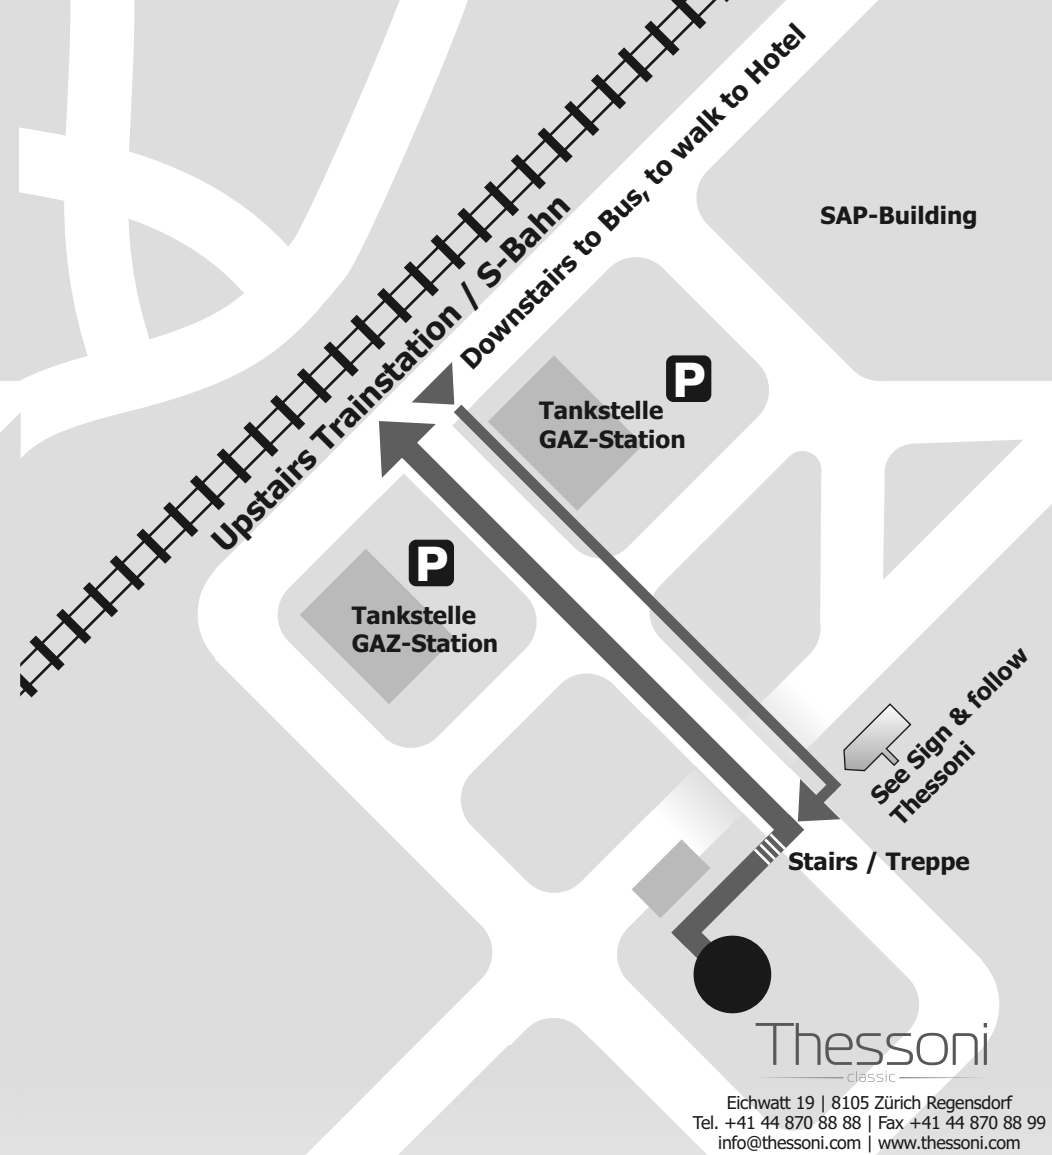 Downstairs to Bus, to walk to Hotel
Upstairs Trainstation / S-Bahn
SAP-Building
P
Tankstelle
GAZ-Station
P
Tankstelle
GAZ-Station
See Sign & follow
Thessoni
Stairs / Treppe
Thessoni
classic
Eichwatt 19 | 8105 Zürich Regensdorf
Tel. +41 44 870 88 88 | Fax +41 44 870 88 99
info@thessoni.com | www.thessoni.com